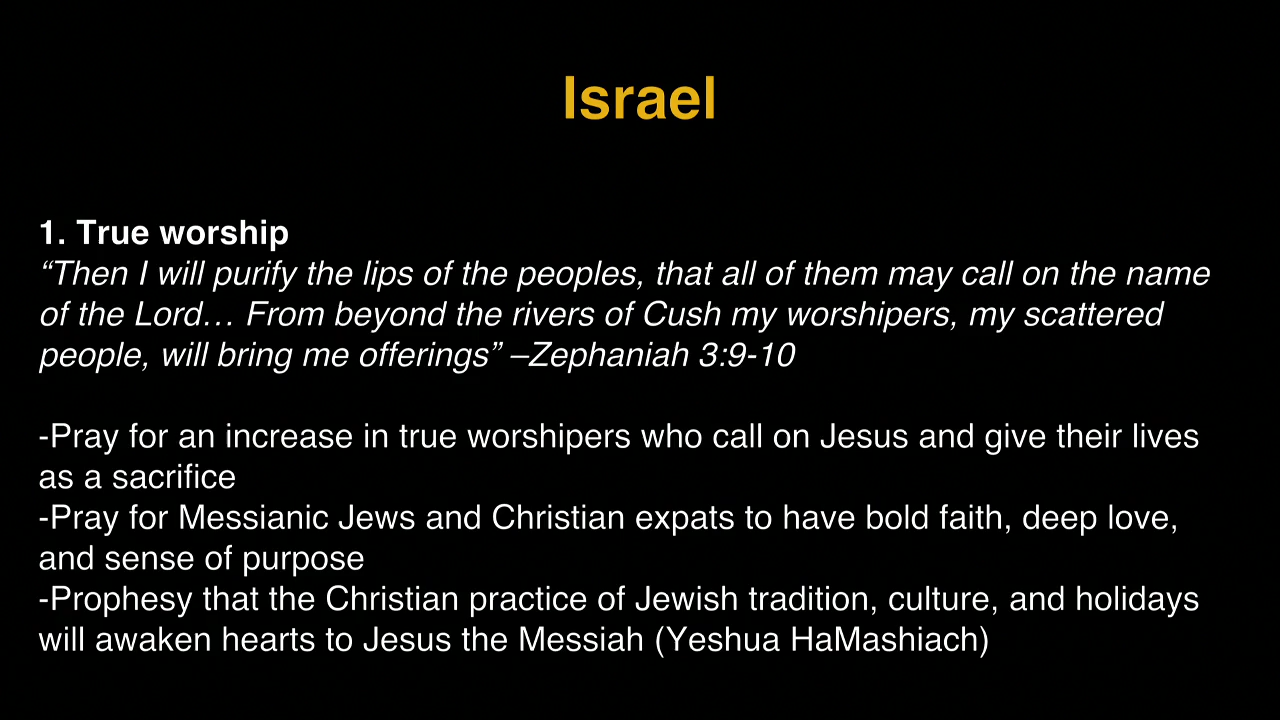 Israel
1. True worship
“Then I will purify the lips of the peoples, that all of them may call on the name
of the Lord… From beyond the rivers of Cush my worshipers, my scattered
people, will bring me offerings” –Zephaniah 3:9-10
-Pray for an increase in true worshipers who call on Jesus and give their lives
as a sacrifice
-Pray for Messianic Jews and Christian expats to have bold faith, deep love,
and sense of purpose
-Prophesy that the Christian practice of Jewish tradition, culture, and holidays
will awaken hearts to Jesus the Messiah (Yeshua HaMashiach)